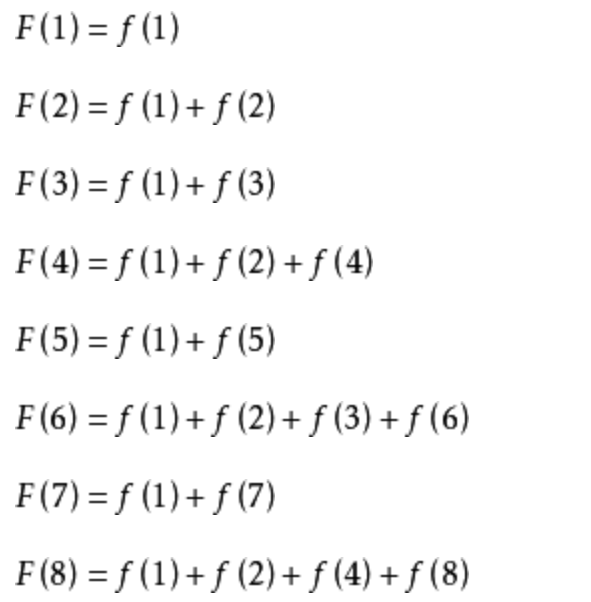 F(1) = f(1)
F(2) = f(1) + f(2)
F(3) = f(1) + f(3)
F(4) = f(1) + f(2) + f(4)
F(5) = f(1) + f(5)
F(6) = f(1) + f(2) + f(3) + f(6)
F(7) = f(1) + f(7)
F(8) = f(1) + f(2) + f(4) + f(8)